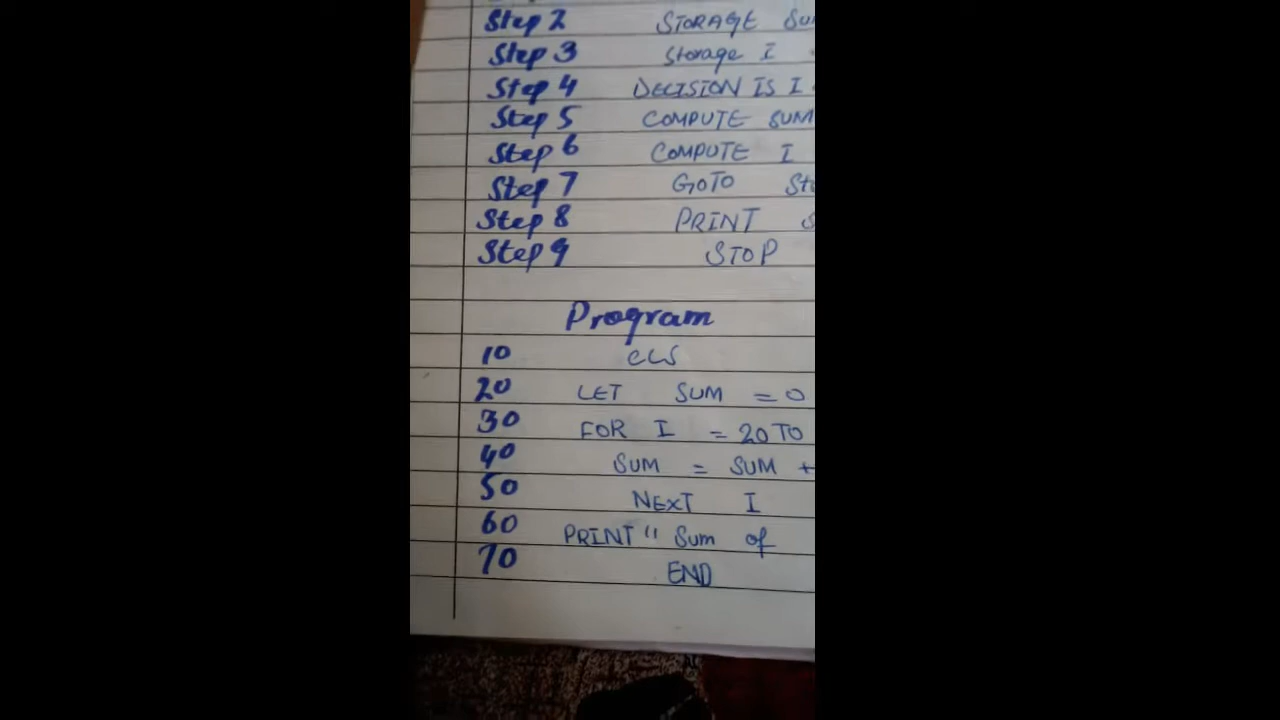 Step 2 STORAGE SU
Step 3 Storage I
Step 4 DECISION IS I
Step 5 COMPUTE SUM
Step 6 COMPUTE I
Step 7 GOTO St
Step 8 PRINT S
Step 9 STOP
Program
10 CLS
20 LET SUM = 0
30 FOR I = 20 TO
40 SUM = SUM +
50 NEXT I
60 PRINT " Sum of
70 END